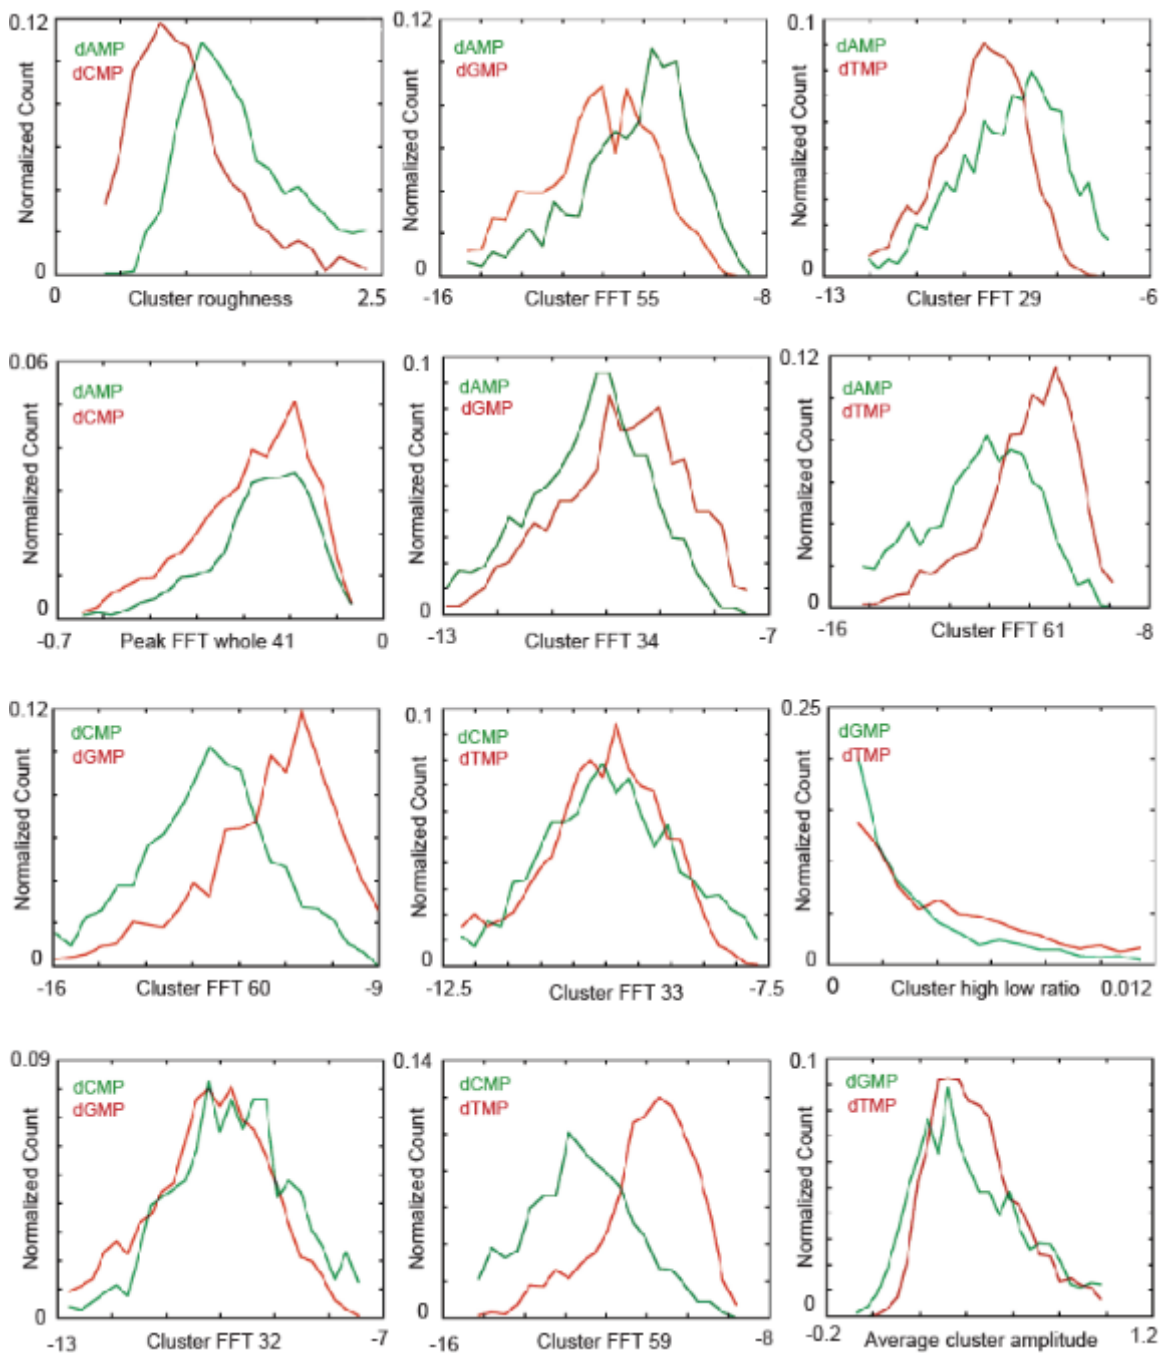 0.12
dAMP
dCMP
Normalized Count
0
0
Cluster roughness
2.5
0.12
dAMP
dGMP
Normalized Count
0
-16
Cluster FFT 55
-8
0.1
dAMP
dTMP
Normalized Count
0
-13
Cluster FFT 29
-6
0.06
dAMP
dCMP
Normalized Count
0
-0.7
Peak FFT whole 41
0
0.1
dAMP
dGMP
Normalized Count
0
-13
Cluster FFT 34
-7
0.12
dAMP
dTMP
Normalized Count
0
-16
Cluster FFT 61
-8
0.12
dCMP
dGMP
Normalized Count
0
-16
Cluster FFT 60
-9
0.1
dCMP
dTMP
Normalized Count
0
-12.5
Cluster FFT 33
-7.5
0.25
dGMP
dTMP
Normalized Count
0
0
Cluster high low ratio
0.012
0.09
dCMP
dGMP
Normalized Count
0
-13
Cluster FFT 32
-7
0.14
dCMP
dTMP
Normalized Count
0
-16
Cluster FFT 59
-8
0.1
dGMP
dTMP
Normalized Count
0
-0.2
Average cluster amplitude
1.2